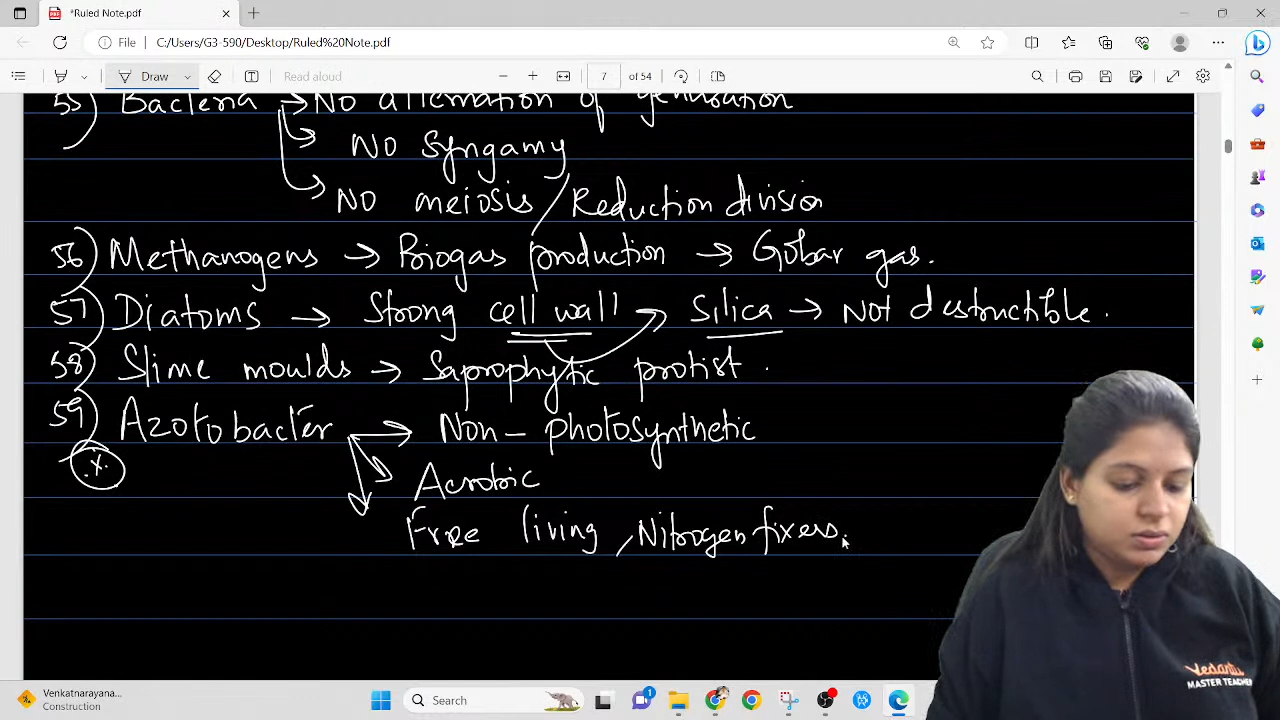 *Ruled Note.pdf
File C:/Users/G3-590/Desktop/Ruled%20Note.pdf
Draw Read aloud 7 of 54
55) Bacteria → No alternation of generation
→ No Syngamy
→ No meiosis / Reduction division
56) Methanogens → Biogas production → Gobar gas.
57) Diatoms → Strong cell wall → Silica → Not destructible.
58) Slime moulds → Saprophytic protist.
59) Azotobacter → Non-photosynthetic
Aerobic
Free living, Nitrogen fixers.
Vedantu
MASTER TEACHER
Venkatnarayana...
Construction
Search
1